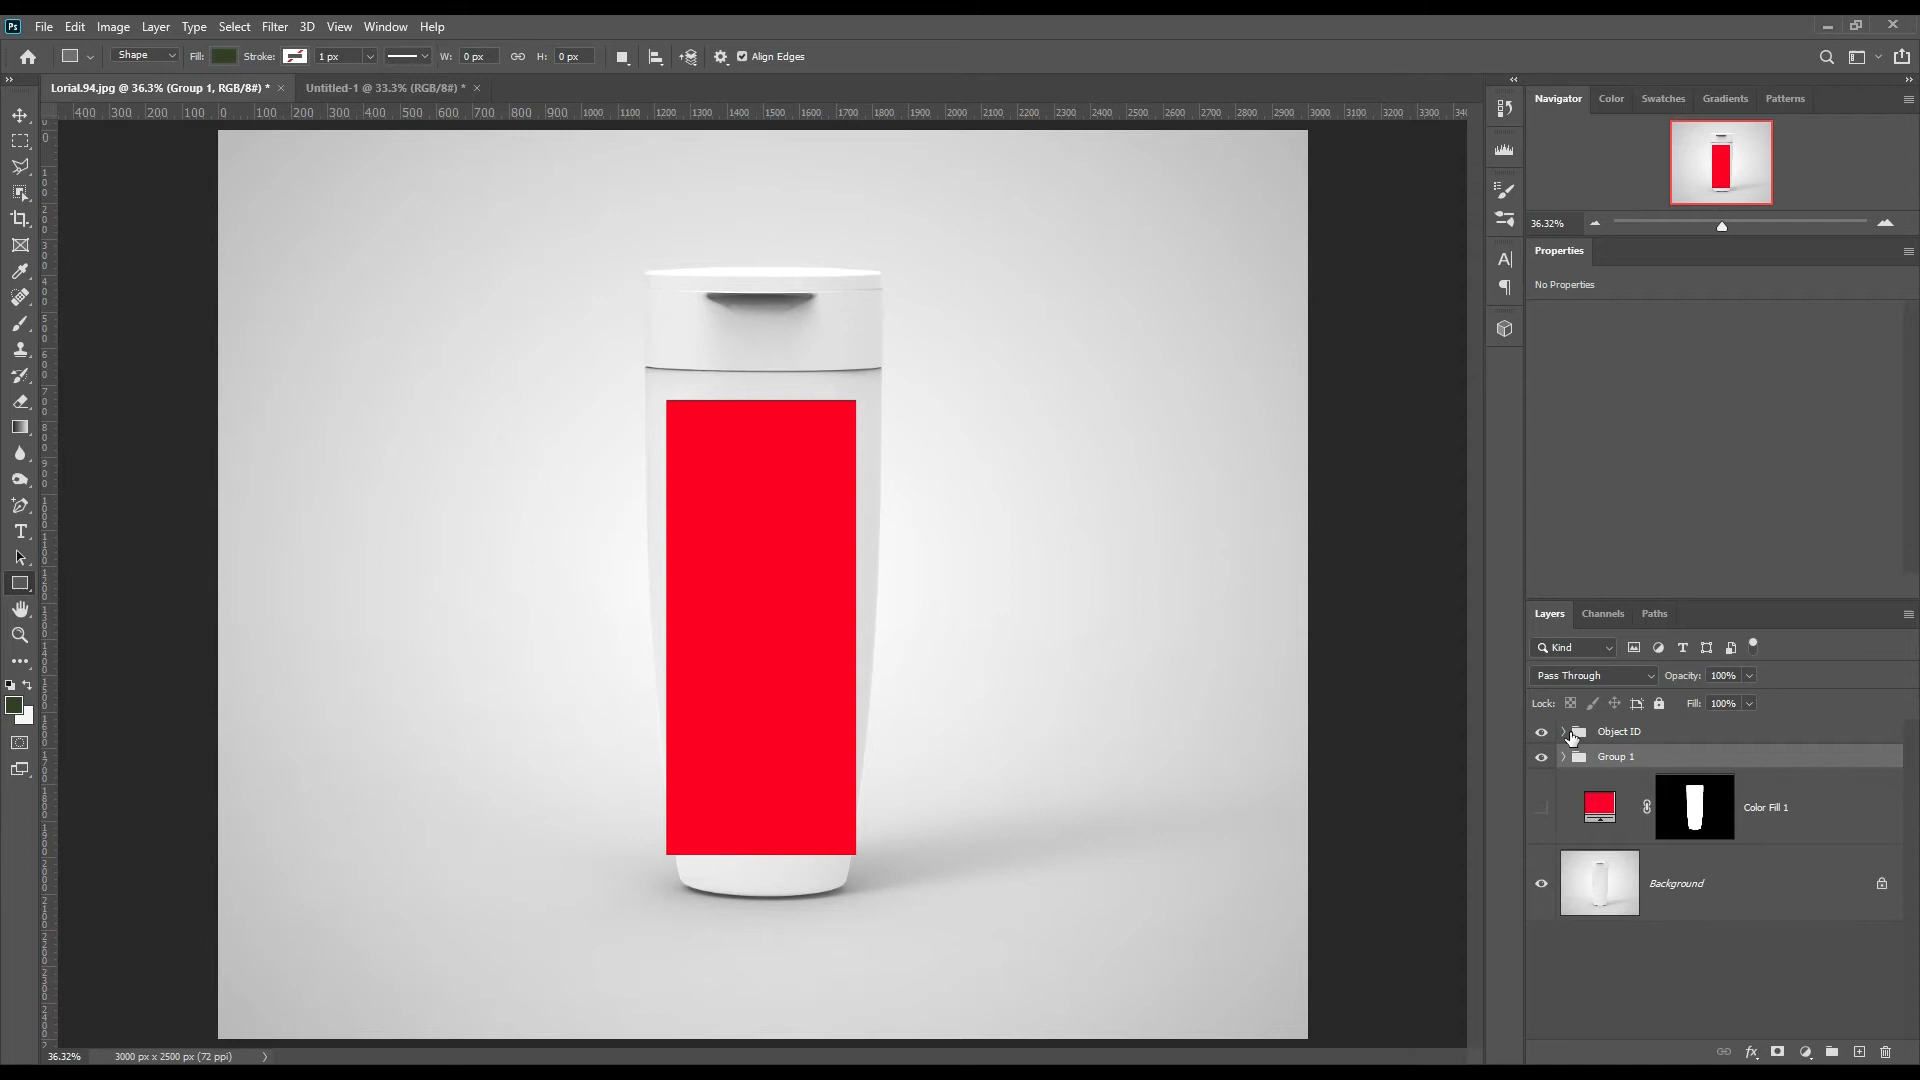 Ps File Edit Image Layer Type Select Filter 3D View Window Help
Shape Fill: Stroke: 1 px W: 0 px H: 0 px Align Edges
Lorial.94.jpg @ 36.3% (Group 1, RGB/8#) * × Untitled-1 @ 33.3% (RGB/8#) * ×
400 300 200 100 0 100 200 300 400 500 600 700 800 900 1000 1100 1200 1300 1400 1500 1600 1700 1800 1900 2000 2100 2200 2300 2400 2500 2600 2700 2800 2900 3000 3100 3200 3300
Navigator Color Swatches Gradients Patterns
36.32%
Properties
No Properties
Layers Channels Paths
Kind
Pass Through Opacity: 100%
Lock: Fill: 100%
Object ID
Group 1
Color Fill 1
Background
36.32% 3000 px x 2500 px (72 ppi)